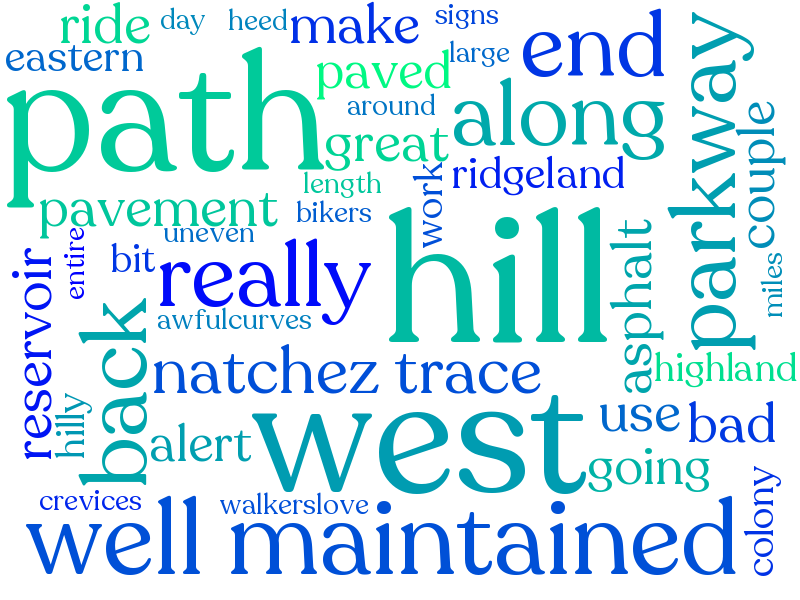 ride
day
heed
make
signs
end
parkway
eastern
path
paved
large
around
along
couple
great
length
work
ridgeland
pavement
bikers
uneven
entire
reservoir
bit
really
hill
asphalt
miles
awfulcurves
back
natchez trace
highland
hilly
west
use
bad
alert
going
crevices
walkerslove
colony
well maintained